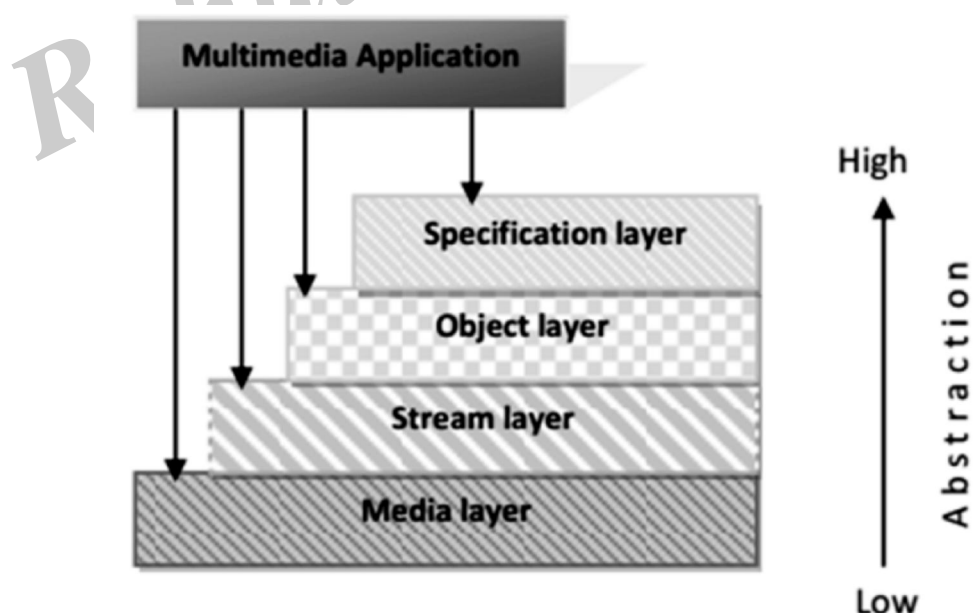 Multimedia Application
High
Specification layer
Object layer
Stream layer
Media layer
Abstraction
Low